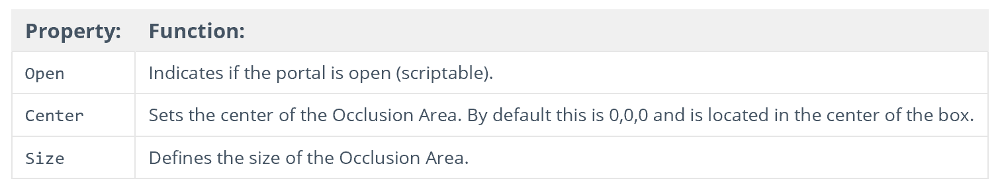 Property: Function:
Open Indicates if the portal is open (scriptable).
Center Sets the center of the Occlusion Area. By default this is 0,0,0 and is located in the center of the box.
Size Defines the size of the Occlusion Area.